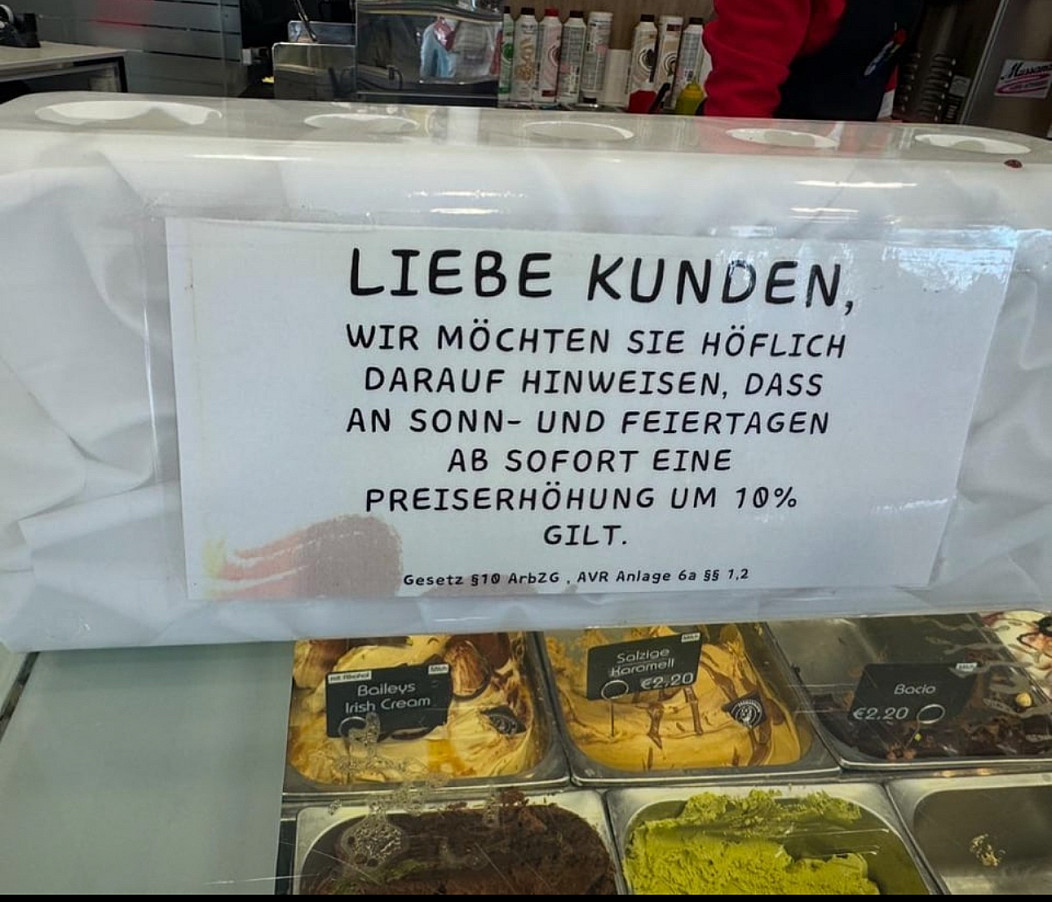 LIEBE KUNDEN,
WIR MÖCHTEN SIE HÖFLICH
DARAUF HINWEISEN, DASS
AN SONN- UND FEIERTAGEN
AB SOFORT EINE
PREISERHÖHUNG UM 10%
GILT.
Gesetz §10 ArbZG , AVR Anlage 6a §§ 1,2
Baileys
Irish Cream
Salzige
Karamell
€2,20
Bacio
€2.20